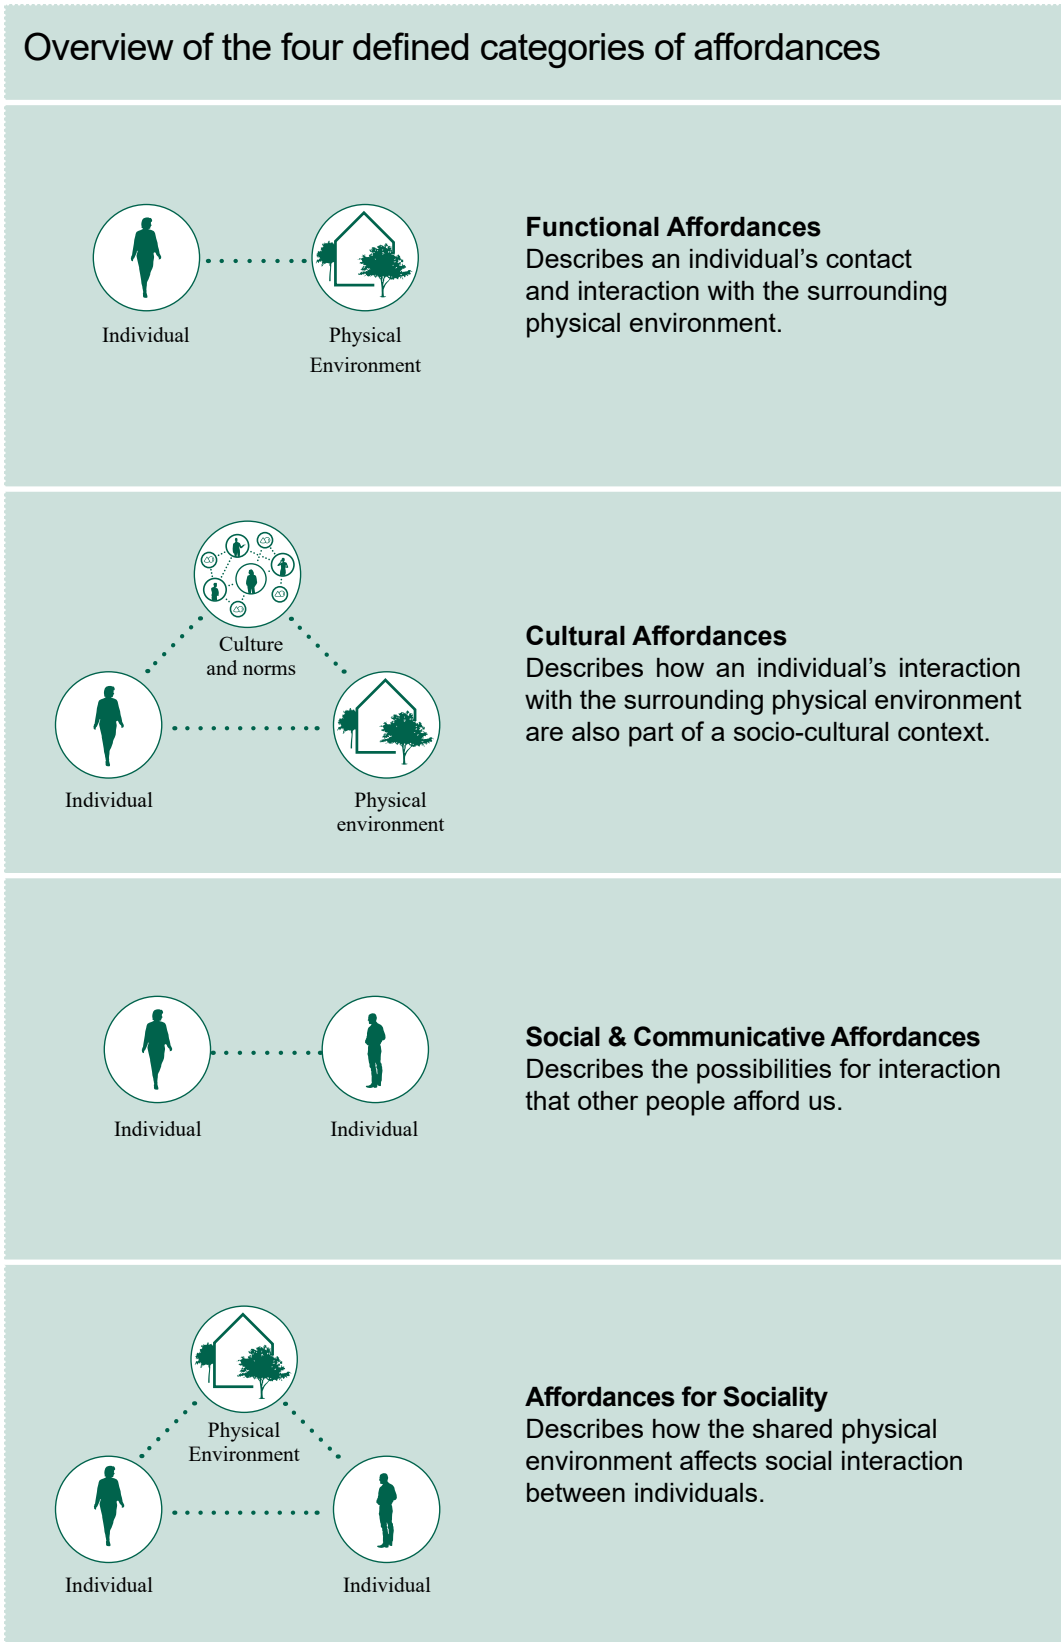 Overview of the four defined categories of affordances
Individual
Physical
Environment
Functional Affordances
Describes an individual’s contact
and interaction with the surrounding
physical environment.
Culture
and norms
Individual
Physical
environment
Cultural Affordances
Describes how an individual’s interaction
with the surrounding physical environment
are also part of a socio-cultural context.
Individual
Individual
Social & Communicative Affordances
Describes the possibilities for interaction
that other people afford us.
Physical
Environment
Individual
Individual
Affordances for Sociality
Describes how the shared physical
environment affects social interaction
between individuals.